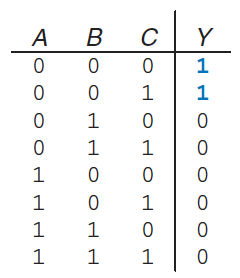 A B C Y
0 0 0 1
0 0 1 1
0 1 0 0
0 1 1 0
1 0 0 0
1 0 1 0
1 1 0 0
1 1 1 0